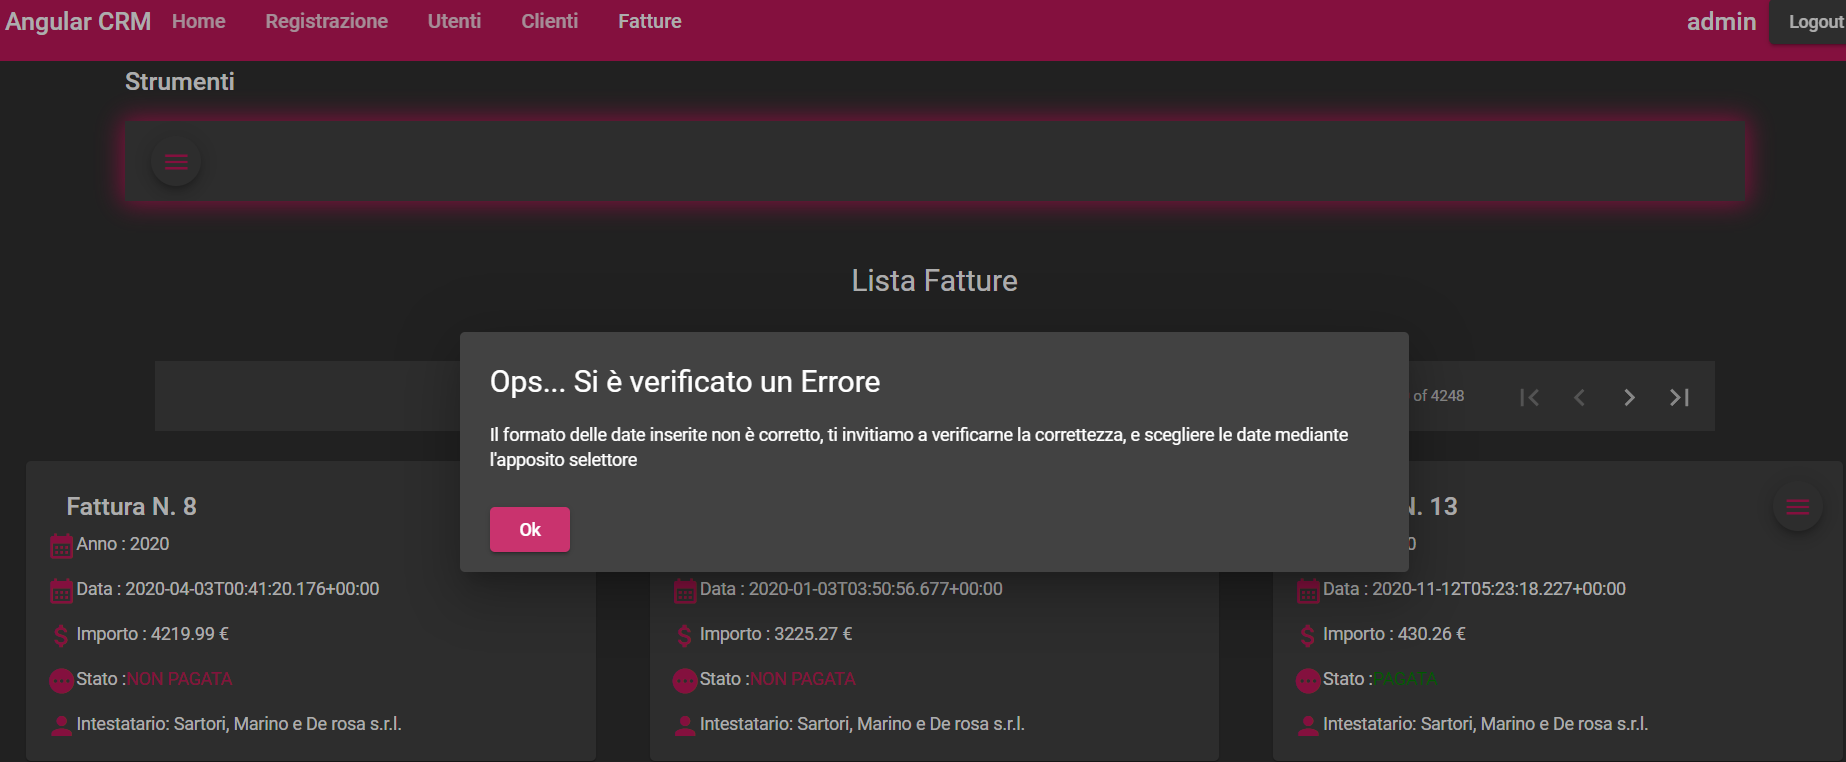 Angular CRM Home Registrazione Utenti Clienti Fatture admin Logout
Strumenti
Lista Fatture
Ops... Si è verificato un Errore
Il formato delle date inserite non è corretto, ti invitiamo a verificarne la correttezza, e scegliere le date mediante
l'apposito selettore
Ok
of 4248
Fattura N. 8
Anno : 2020
Data : 2020-04-03T00:41:20.176+00:00
Importo : 4219.99 €
Stato :NON PAGATA
Intestatario: Sartori, Marino e De rosa s.r.l.
Data : 2020-01-03T03:50:56.677+00:00
Importo : 3225.27 €
Stato :NON PAGATA
Intestatario: Sartori, Marino e De rosa s.r.l.
N. 13
0
Data : 2020-11-12T05:23:18.227+00:00
Importo : 430.26 €
Stato :PAGATA
Intestatario: Sartori, Marino e De rosa s.r.l.